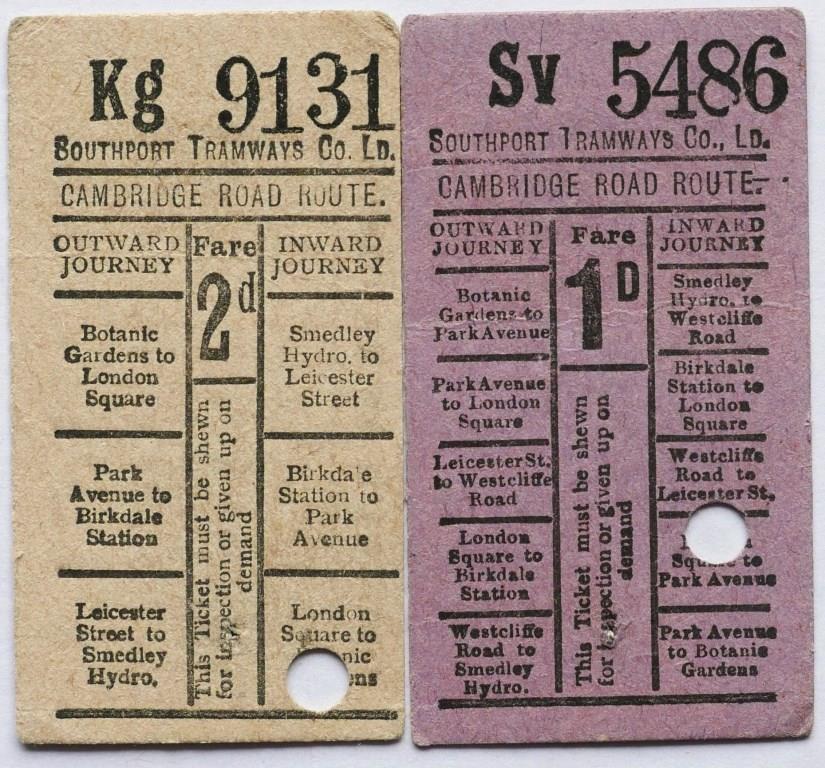 Kg 9131
SOUTHPORT TRAMWAYS CO. LD.
CAMBRIDGE ROAD ROUTE.
OUTWARD
JOURNEY
Botanic
Gardens to
London
Square
Park
Avenue to
Birkdale
Station
Leicester
Street to
Smedley
Hydro.
Fare
2d
This Ticket must be shewn
for inspection or given up on
demand
INWARD
JOURNEY
Smedley
Hydro. to
Leicester
Street
Birkdale
Station to
Park
Avenue
London
Square to
Sv 5486
SOUTHPORT TRAMWAYS CO., LD.
CAMBRIDGE ROAD ROUTE.
OUTWARD
JOURNEY
Botanic
Gardens to
Park Avenue
Park Avenue
to London
Square
Leicester St.
to Westcliffe
Road
London
Square to
Birkdale
Station
Westcliffe
Road to
Smedley
Hydro.
Fare
1D
This Ticket must be shewn
for inspection or given up on
demand
INWARD
JOURNEY
Smedley
Hydro. to
Westcliffe
Road
Birkdale
Station to
London
Square
Westcliffe
Road to
Leicester St.
Square to
Park Avenue
Park Avenue
to Botanic
Gardens